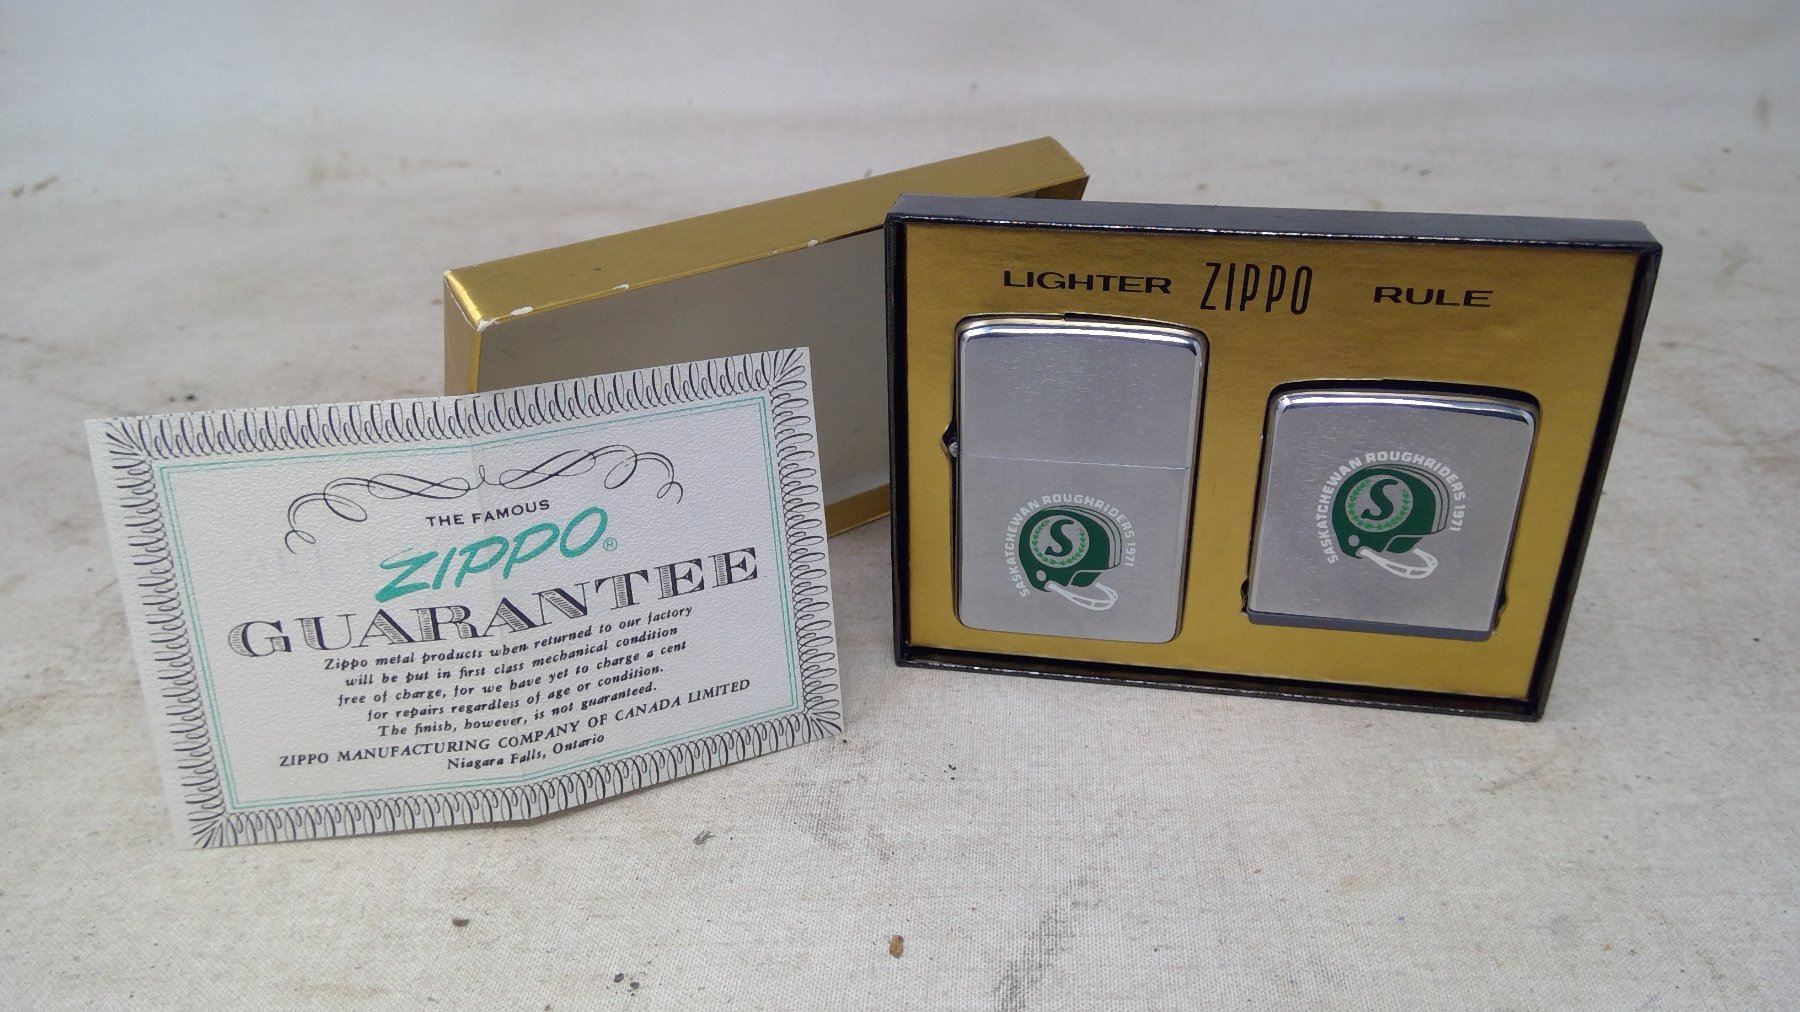 THE FAMOUS
ZIPPO®
GUARANTEE
Zippo metal products when returned to our factory
will be put in first class mechanical condition
free of charge, for we have yet to charge a cent
for repairs regardless of age or condition.
The finish, however, is not guaranteed.
ZIPPO MANUFACTURING COMPANY OF CANADA LIMITED
Niagara Falls, Ontario
LIGHTER ZIPPO RULE
SASKATCHEWAN ROUGHRIDERS 1971
S
SASKATCHEWAN ROUGHRIDERS 1971
S